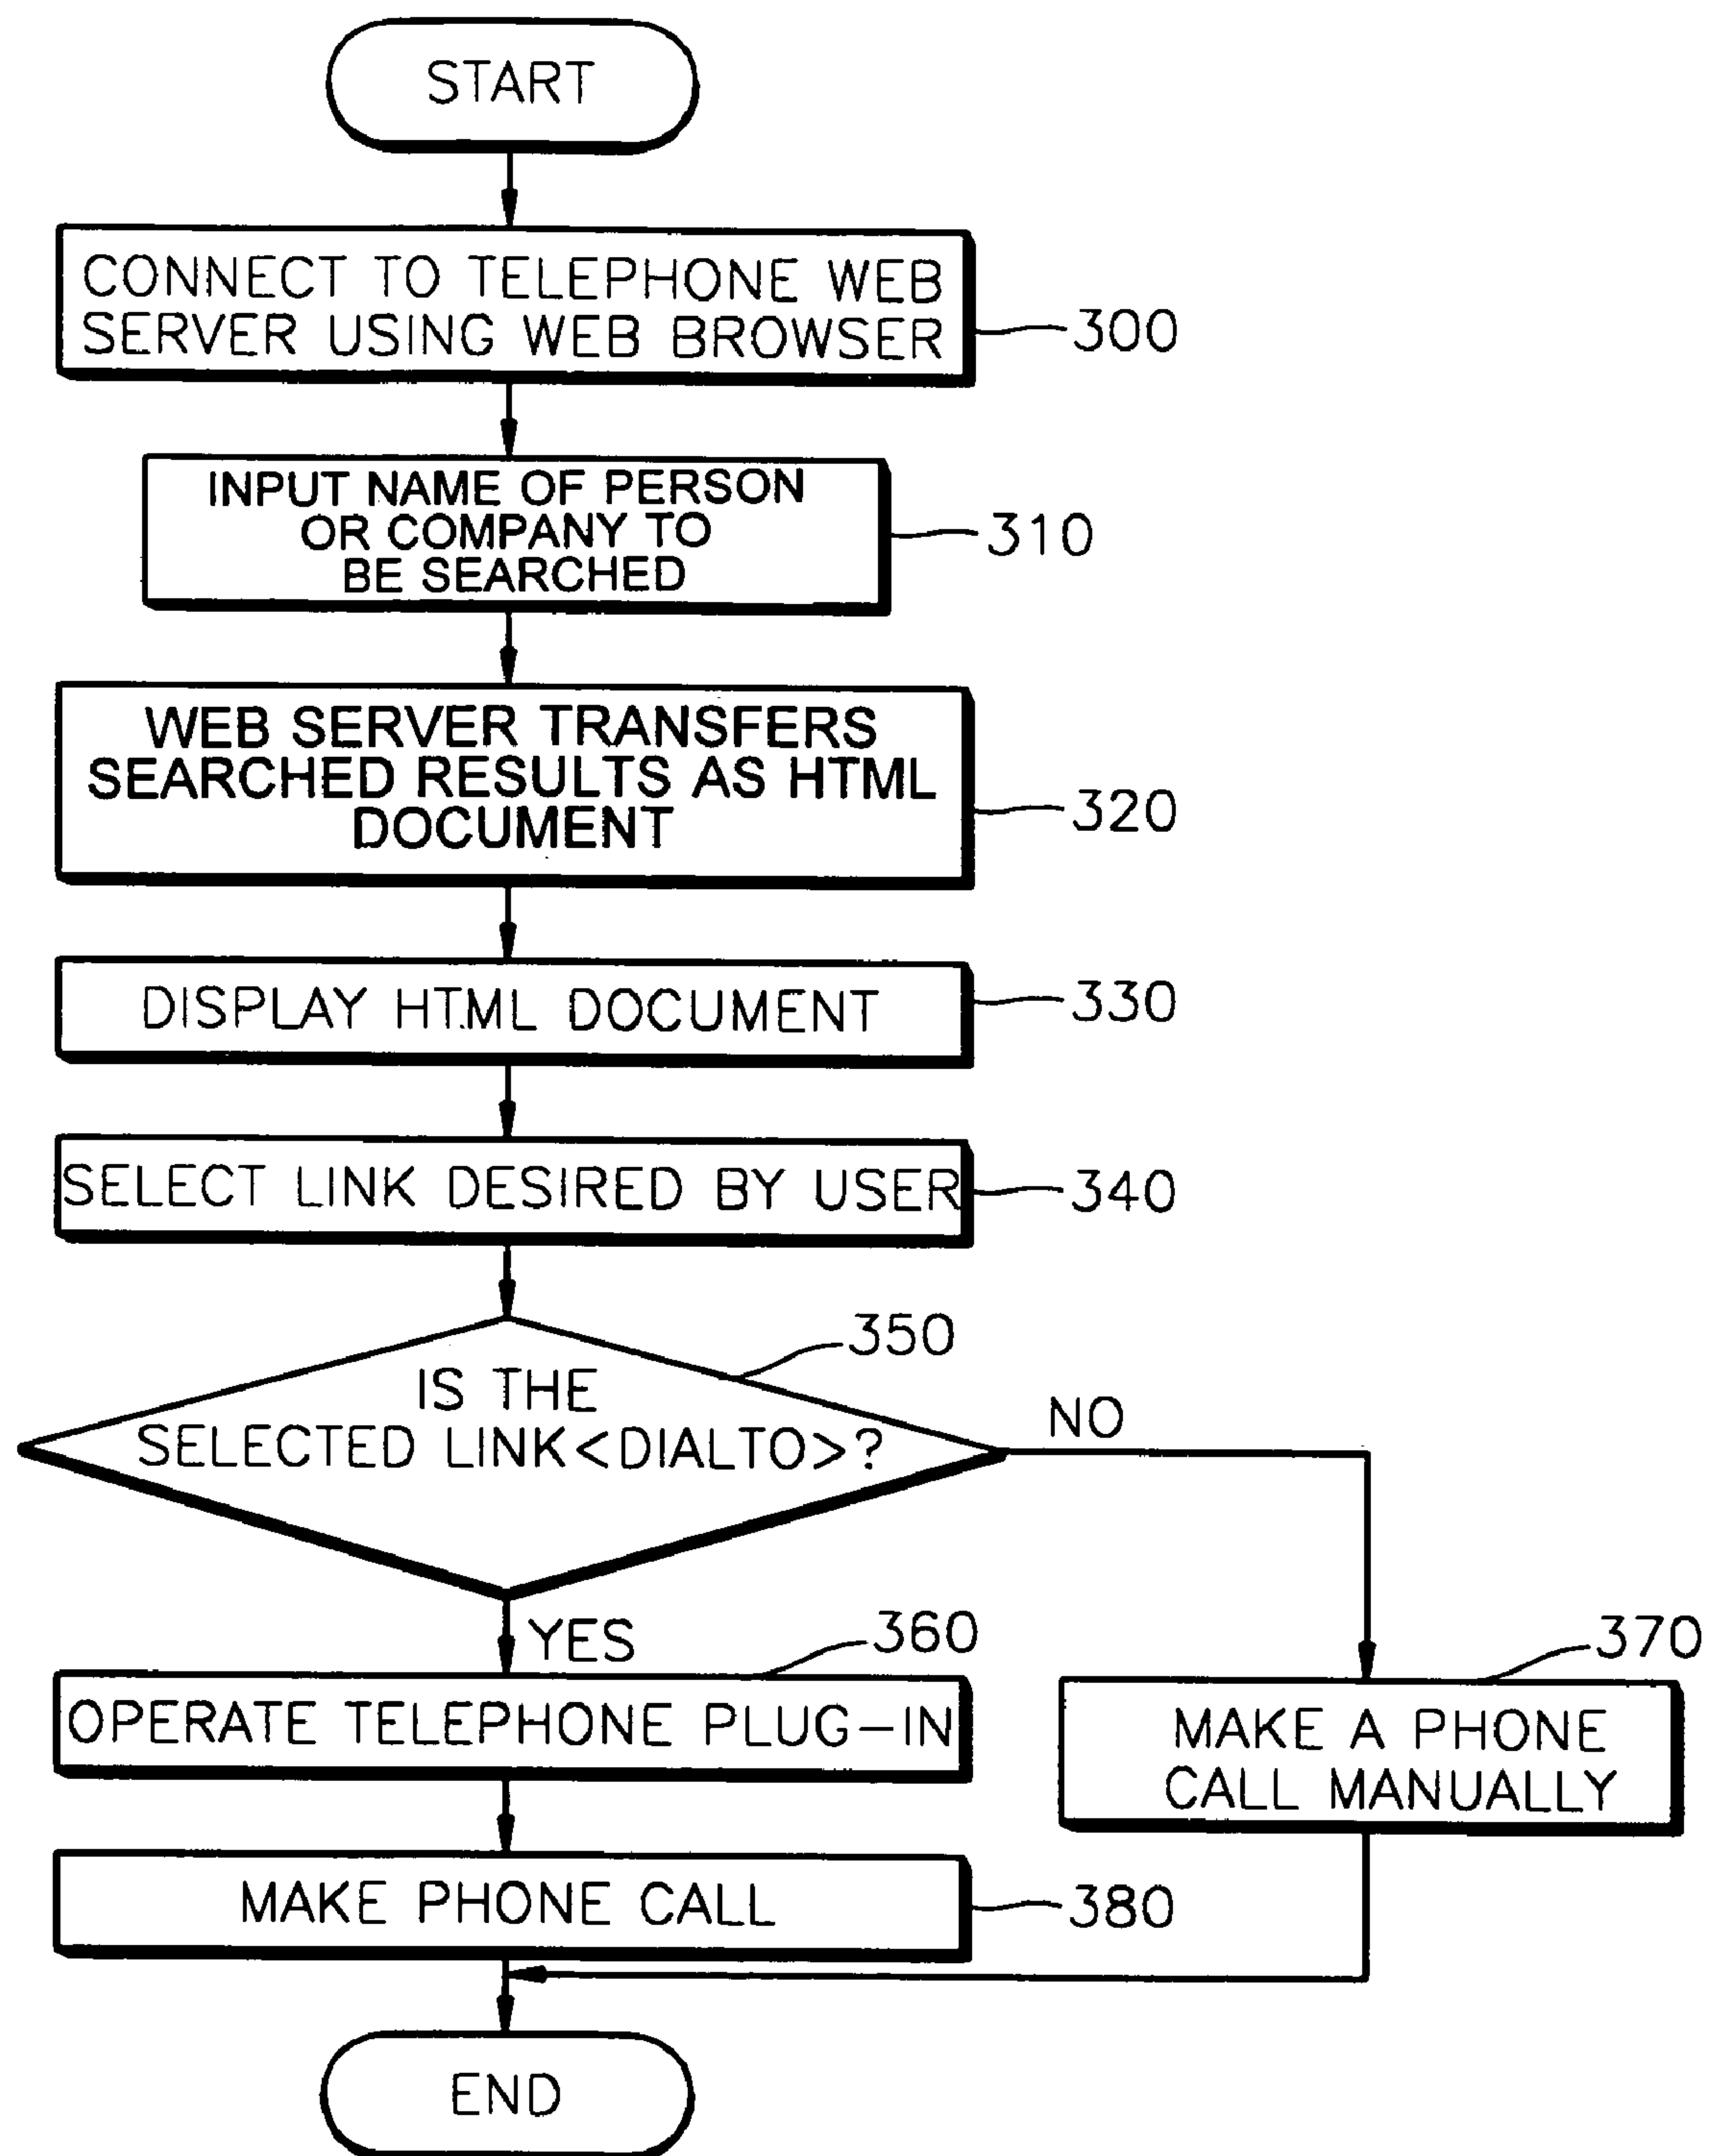 START
CONNECT TO TELEPHONE WEB
SERVER USING WEB BROWSER
300
INPUT NAME OF PERSON
OR COMPANY TO
BE SEARCHED
310
WEB SERVER TRANSFERS
SEARCHED RESULTS AS HTML
DOCUMENT
320
DISPLAY HTML DOCUMENT
330
SELECT LINK DESIRED BY USER
340
350
IS THE
SELECTED LINK<DIALTO>?
NO
YES
360
OPERATE TELEPHONE PLUG-IN
370
MAKE A PHONE
CALL MANUALLY
MAKE PHONE CALL
380
END